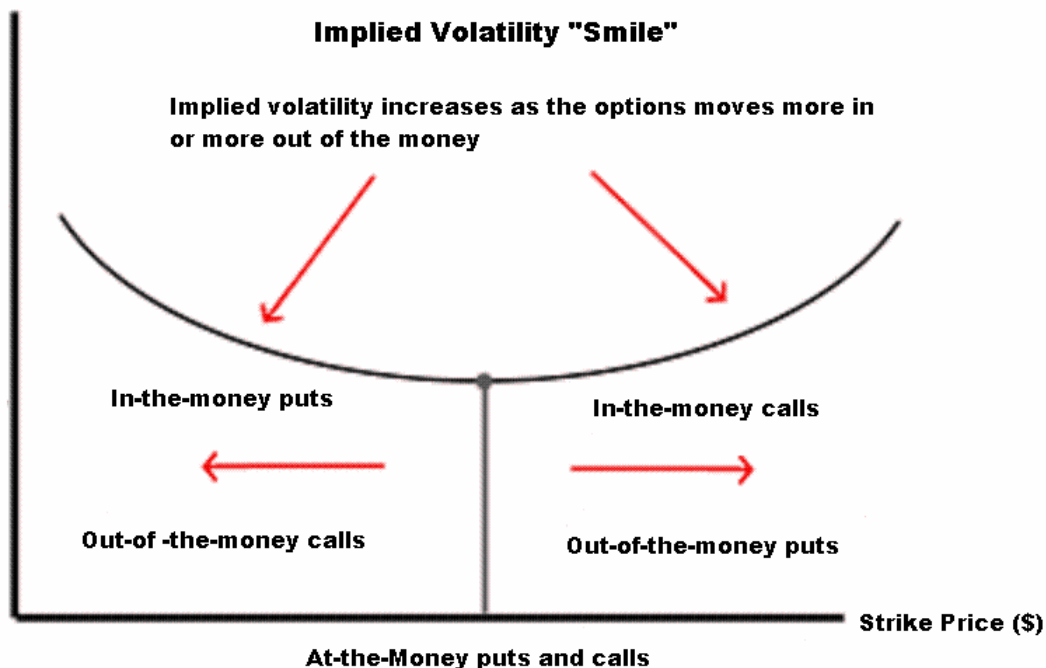 Implied Volatility "Smile"
Implied volatility increases as the options moves more in
or more out of the money
In-the-money puts
In-the-money calls
Out-of -the-money calls
Out-of-the-money puts
Strike Price ($)
At-the-Money puts and calls